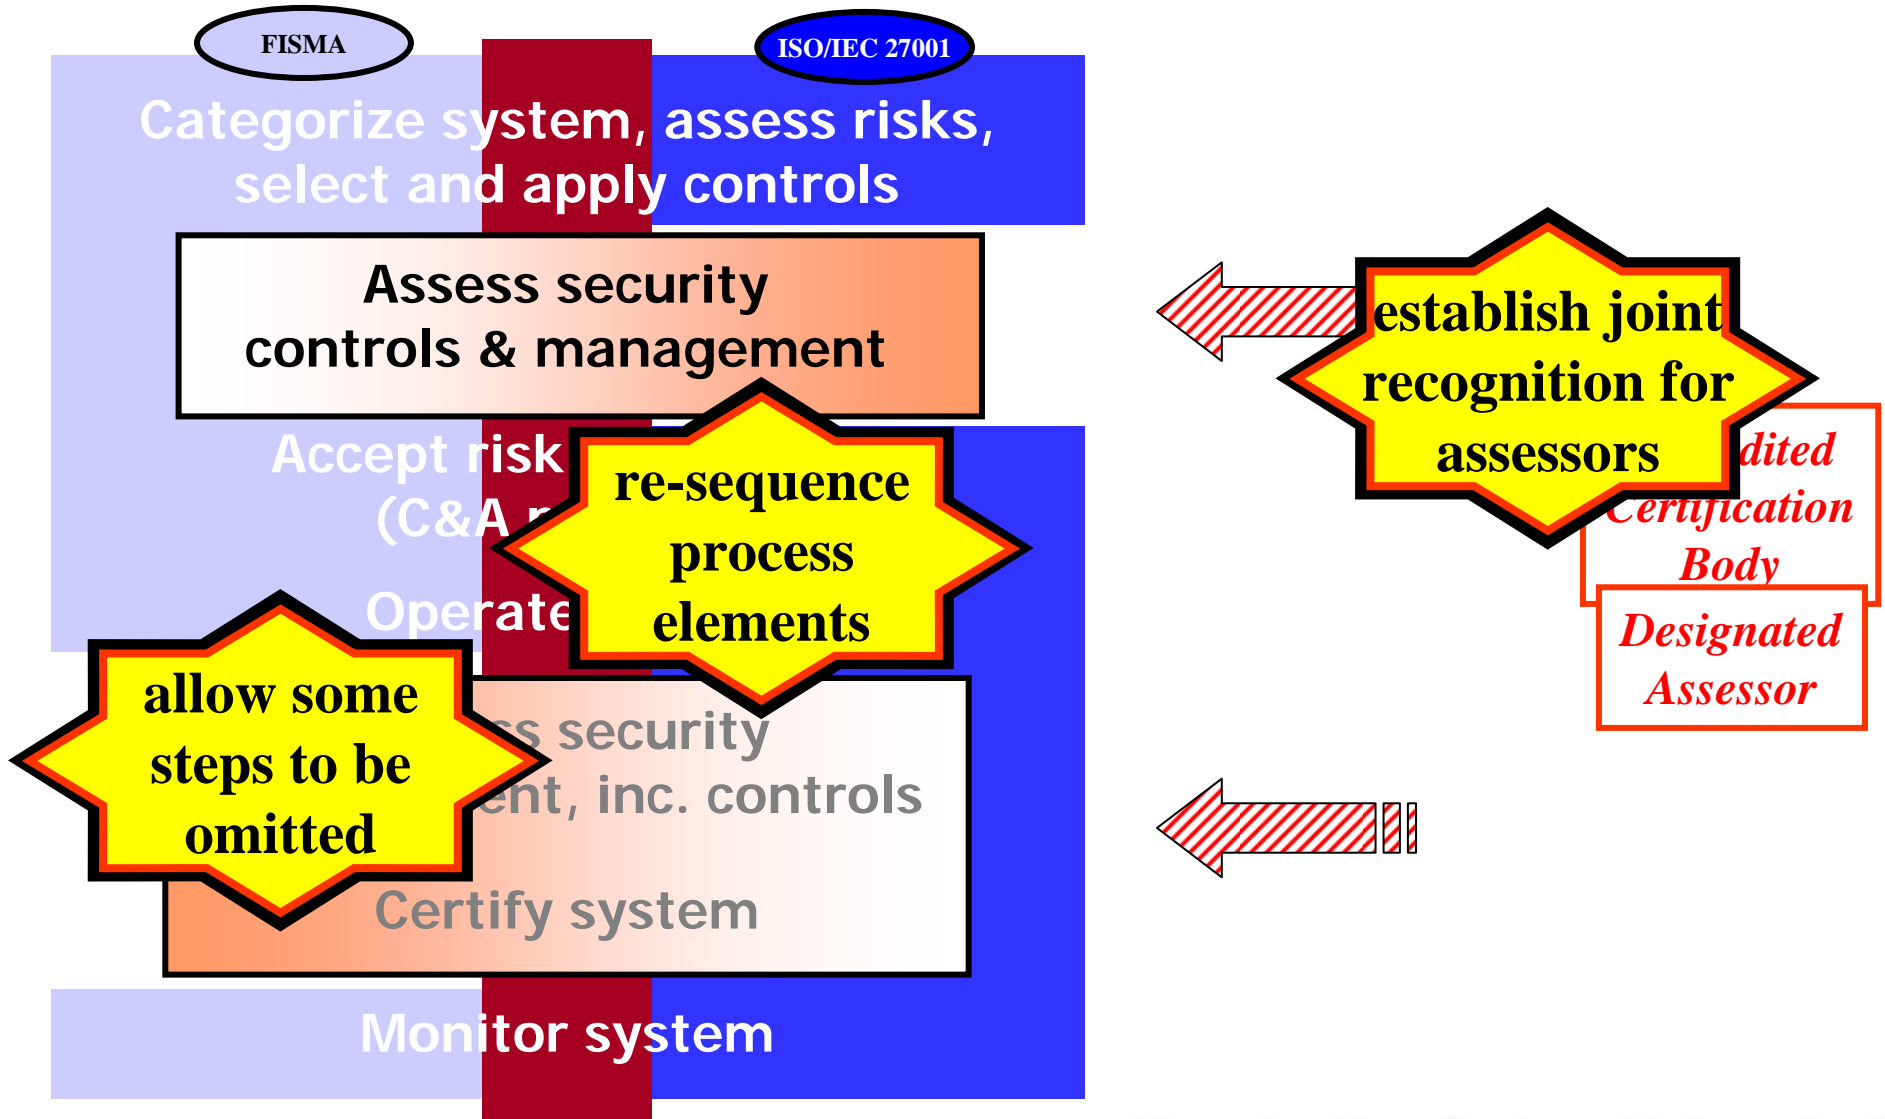 FISMA
ISO/IEC 27001
Categorize system, assess risks,
select and apply controls
Assess security
controls & management
Accept risk
(C&A
Operate
re-sequence
process
elements
allow some
steps to be
omitted
security
inc. controls
Certify system
Monitor system
establish joint
recognition for
assessors
Certification
Body
Designated
Assessor